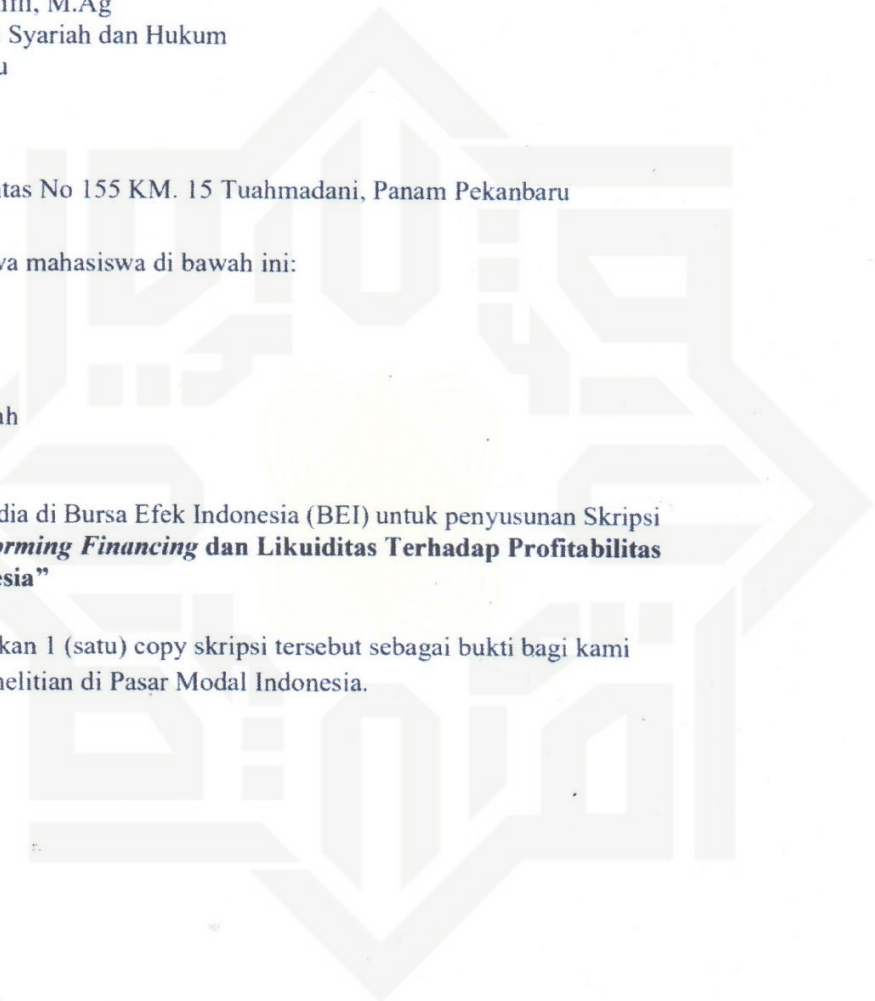 M.Ag
Syariah dan Hukum
u
tas No 155 KM. 15 Tuahmadani, Panam Pekanbaru
va mahasiswa di bawah ini:
ah
dia di Bursa Efek Indonesia (BEI) untuk penyusunan Skripsi
orming Financing dan Likuiditas Terhadap Profitabilitas
esia”
kan 1 (satu) copy skripsi tersebut sebagai bukti bagi kami
nelitian di Pasar Modal Indonesia.